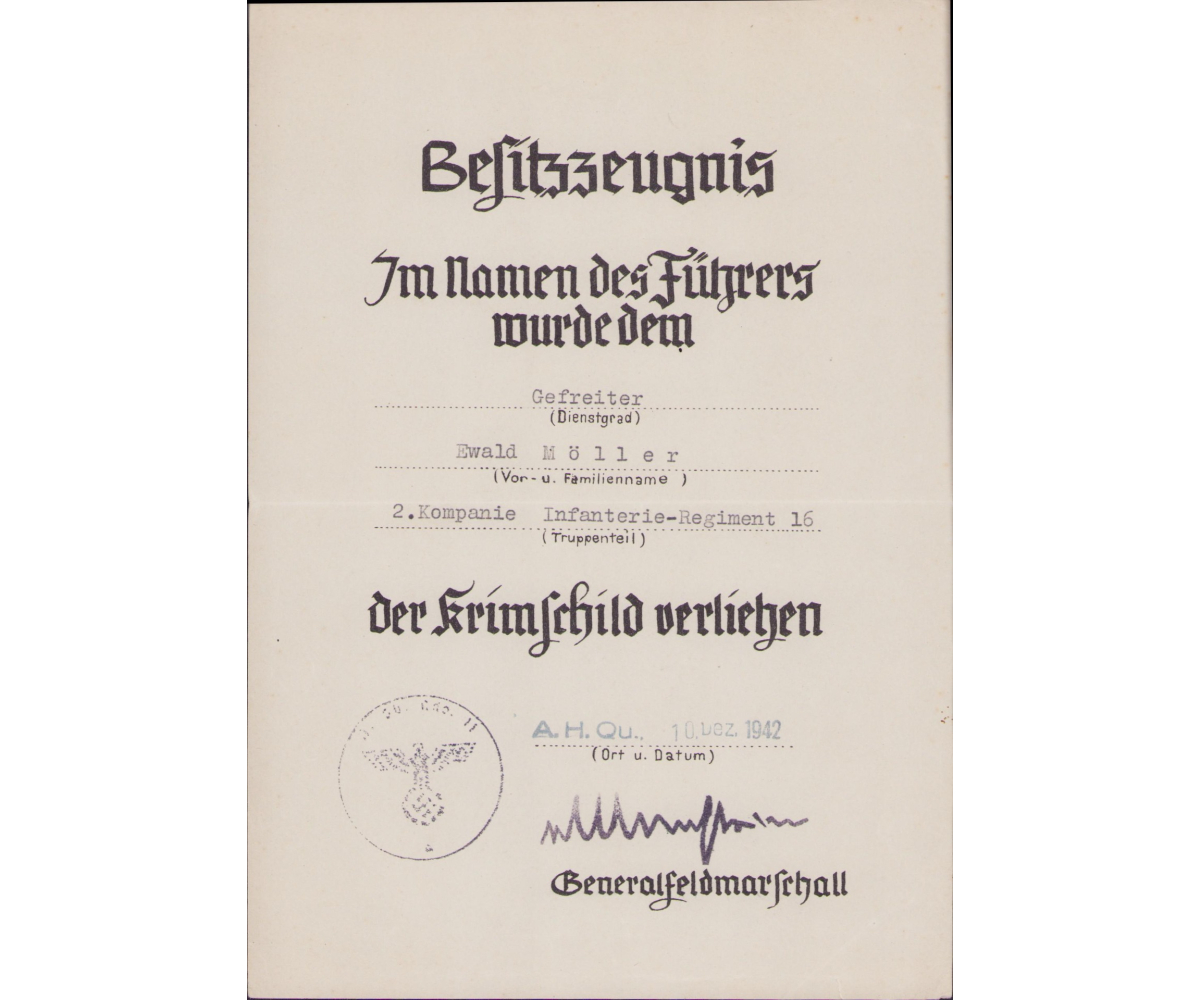 Besitzzeugnis
Im Namen des Führers
wurde dem
Gefreiter
(Dienstgrad)
Ewald Möller
(Vor- u. Familienname)
2.Kompanie Infanterie-Regiment 16
(Truppenteil)
der Krimschild verliehen
A.H.Qu., 10.Dez. 1942
(Ort u. Datum)
v Manstein
Generalfeldmarschall